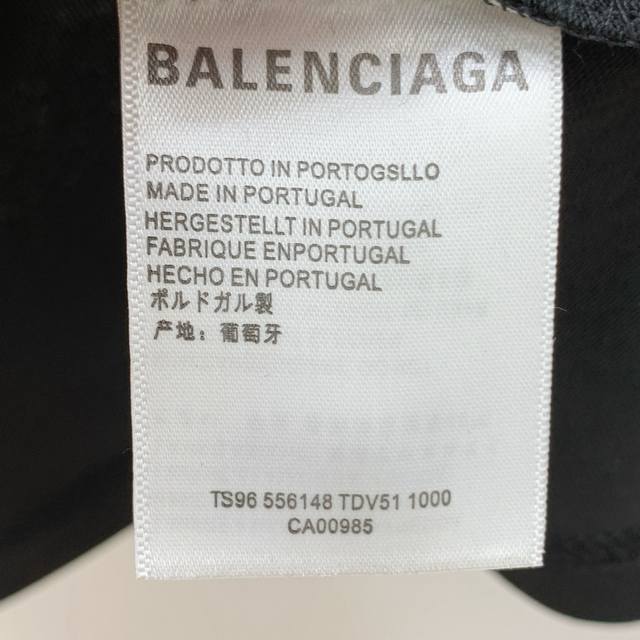 BALENCIAGA
PRODOTTO IN PORTOGSLLO
MADE IN PORTUGAL
HERGESTELLT IN PORTUGAL
FABRIQUE ENPORTUGAL
HECHO EN PORTUGAL
ポルドガル製
产地：葡萄牙
TS96 556148 TDV51 1000
CA00985